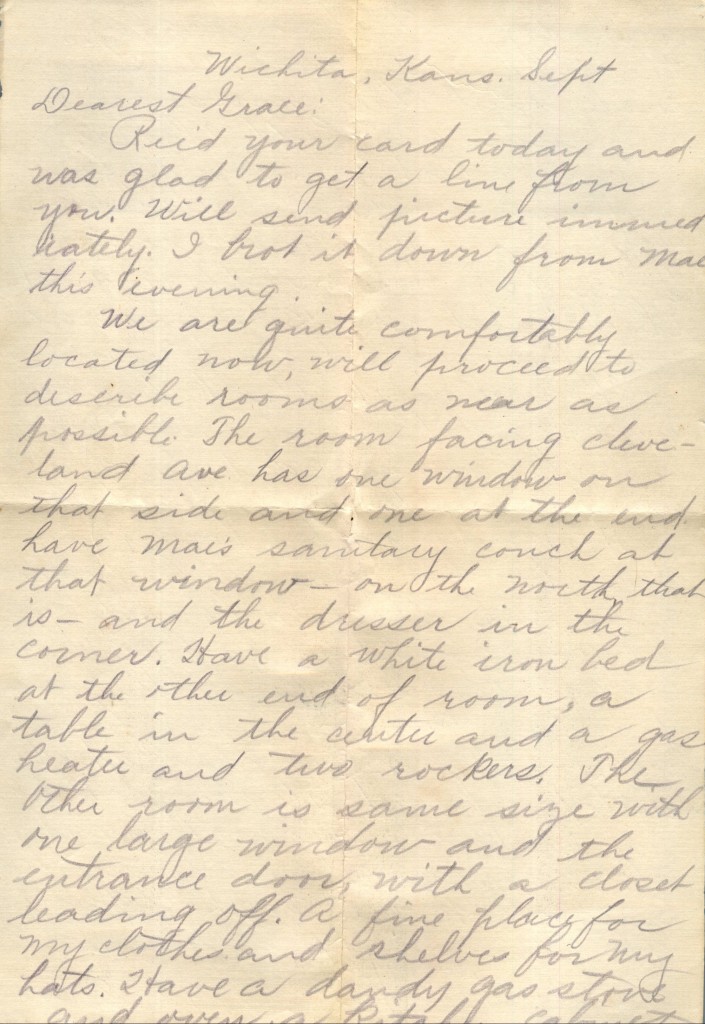 Wichita, Kans. Sept
Dearest Grace:
Rec'd your card today and
was glad to get a line from
you. Will send picture immed
iately. I brot it down from Mae
this evening.
We are quite comfortably
located now, will proceed to
describe rooms as near as
possible. The room facing Cleve-
land Ave has one window on
that side and one at the end
have Mae's sanitary couch at
that window - on the north, that
is - and the dresser in the
corner. Have a white iron bed
at the other end of room, a
table in the center and a gas
heater and two rockers. The
other room is same size with
one large window and the
entrance door, with a closet
leading off. A fine place for
my clothes and shelves for my
hats. Have a dandy gas stove
and oven, a kitchen cabinet